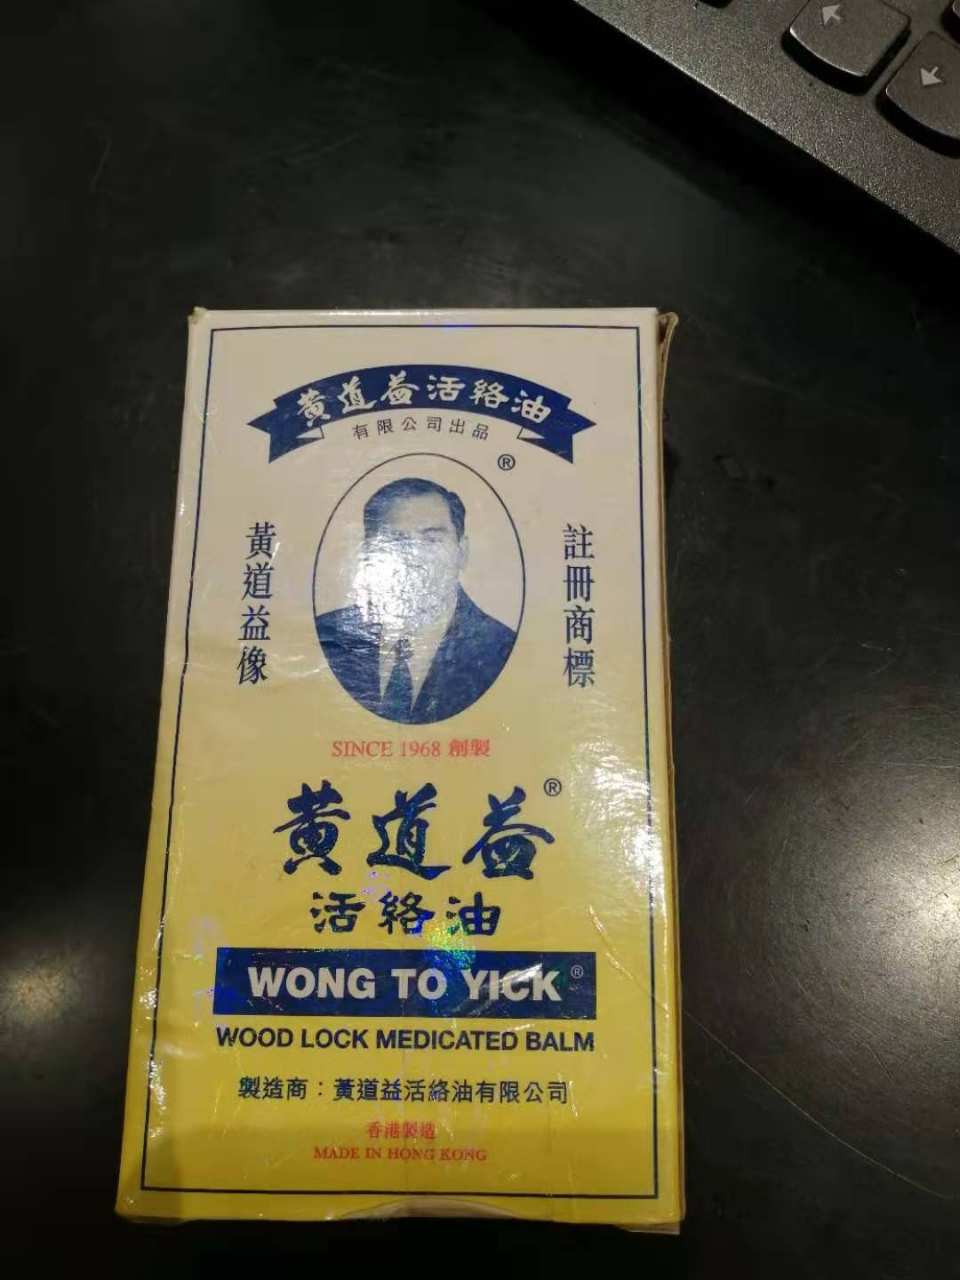 黃道益活絡油
有限公司出品
®
黃道益像
註冊商標
SINCE 1968 創製
黃道益®
活絡油
WONG TO YICK®
WOOD LOCK MEDICATED BALM
製造商：黃道益活絡油有限公司
香港製造
MADE IN HONG KONG